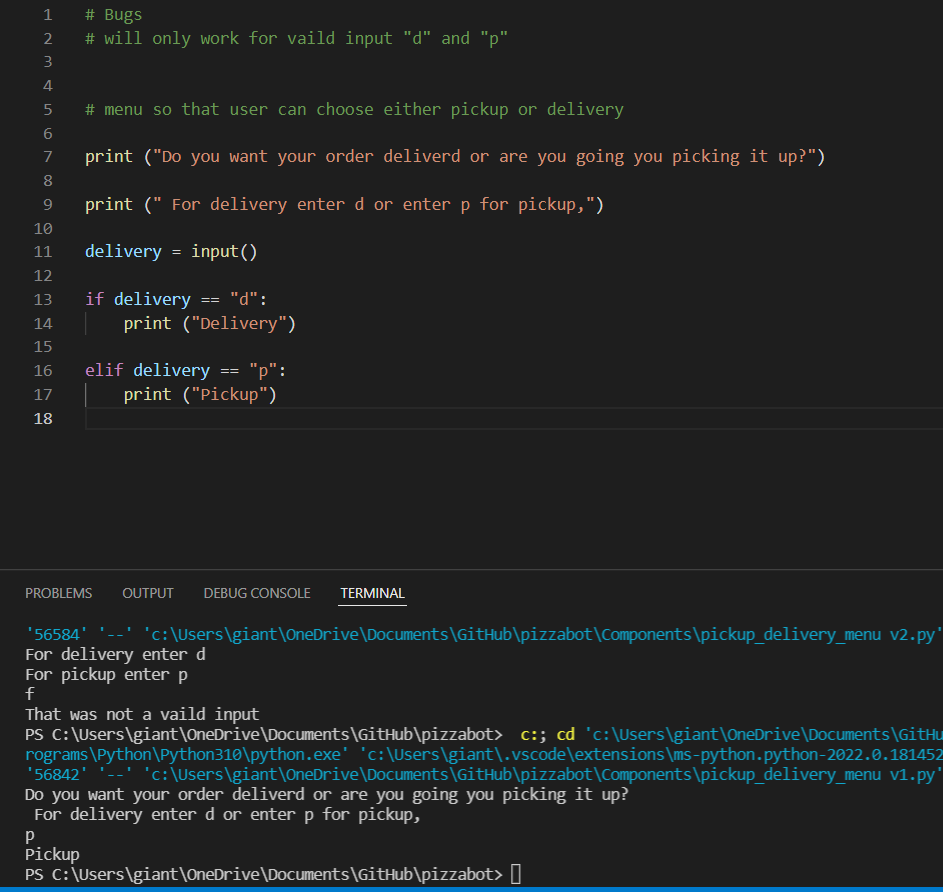 1 # Bugs
2 # will only work for vaild input "d" and "p"
3
4
5 # menu so that user can choose either pickup or delivery
6
7 print ("Do you want your order deliverd or are you going you picking it up?")
8
9 print (" For delivery enter d or enter p for pickup,")
10
11 delivery = input()
12
13 if delivery == "d":
14     print ("Delivery")
15
16 elif delivery == "p":
17     print ("Pickup")
18
PROBLEMS OUTPUT DEBUG CONSOLE TERMINAL
'56584' '--' 'c:\Users\giant\OneDrive\Documents\GitHub\pizzabot\Components\pickup_delivery_menu v2.py'
For delivery enter d
For pickup enter p
f
That was not a vaild input
PS C:\Users\giant\OneDrive\Documents\GitHub\pizzabot>  c:; cd 'c:\Users\giant\OneDrive\Documents\GitHu
rograms\Python\Python310\python.exe' 'c:\Users\giant\.vscode\extensions\ms-python.python-2022.0.181452
'56842' '--' 'c:\Users\giant\OneDrive\Documents\GitHub\pizzabot\Components\pickup_delivery_menu v1.py'
Do you want your order deliverd or are you going you picking it up?
 For delivery enter d or enter p for pickup,
p
Pickup
PS C:\Users\giant\OneDrive\Documents\GitHub\pizzabot>